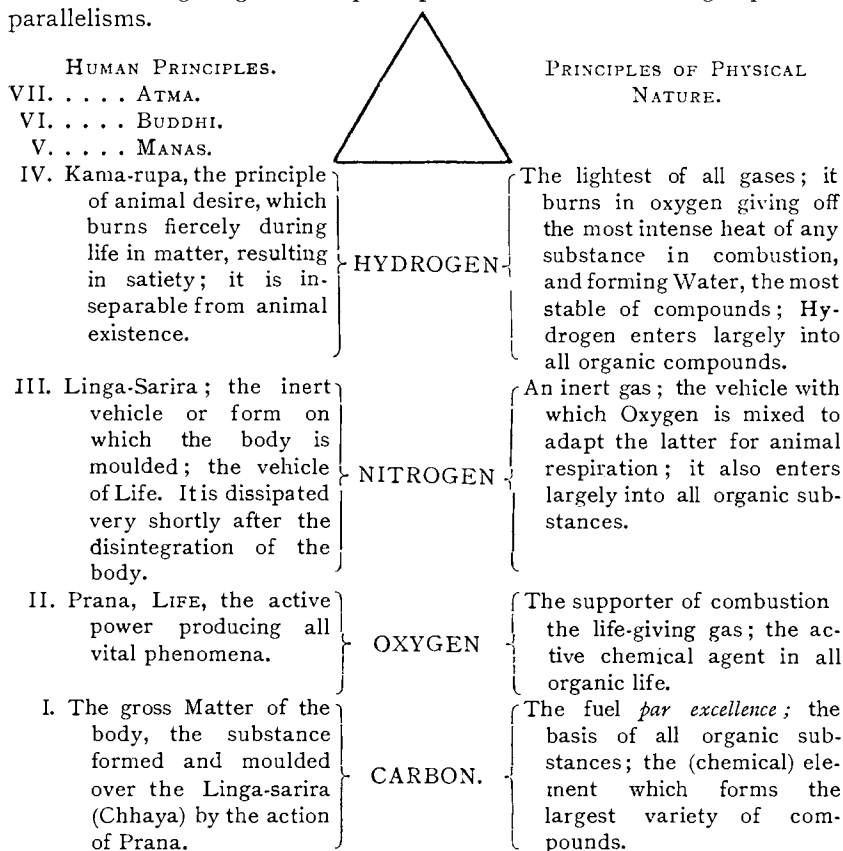 parallelisms.
HUMAN PRINCIPLES.
VII. . . . . ATMA.
VI. . . . . BUDDHI.
V. . . . . MANAS.
PRINCIPLES OF PHYSICAL
NATURE.
IV. Kama-rupa, the principle
of animal desire, which
burns fiercely during
life in matter, resulting
in satiety; it is in-
separable from animal
existence.
HYDROGEN
The lightest of all gases; it
burns in oxygen giving off
the most intense heat of any
substance in combustion,
and forming Water, the most
stable of compounds; Hy-
drogen enters largely into
all organic compounds.
III. Linga-Sarira; the inert
vehicle or form on
which the body is
moulded; the vehicle
of Life. It is dissipated
very shortly after the
disintegration of the
body.
NITROGEN
An inert gas; the vehicle with
which Oxygen is mixed to
adapt the latter for animal
respiration; it also enters
largely into all organic sub-
stances.
II. Prana, LIFE, the active
power producing all
vital phenomena.
OXYGEN
The supporter of combustion
the life-giving gas; the ac-
tive chemical agent in all
organic life.
I. The gross Matter of the
body, the substance
formed and moulded
over the Linga-sarira
(Chhaya) by the action
of Prana.
CARBON.
The fuel par excellence; the
basis of all organic sub-
stances; the (chemical) ele-
ment which forms the
largest variety of com-
pounds.